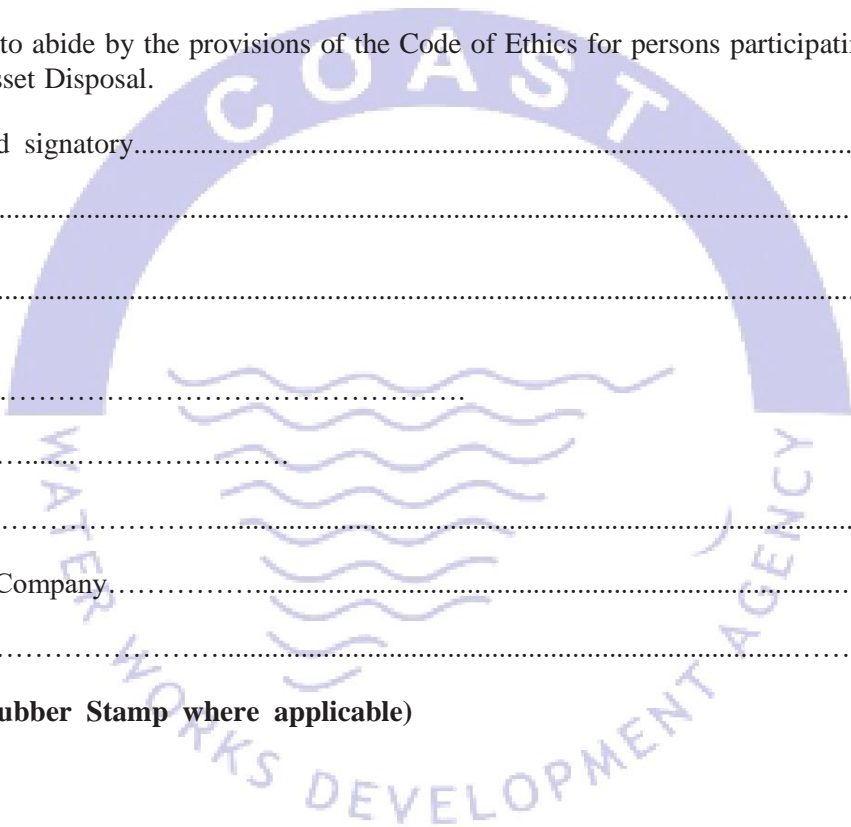 to abide by the provisions of the Code of Ethics for persons participati
sset Disposal.
d signatory..........................................................................................
..........................................................................................
..........................................................................................
……………………………………………….
…......……………………….
………………………..........................................................................................
Company……………..........................................................................................
………………………..........................................................................................……
ubber Stamp where applicable)
COAST
WATER WORKS DEVELOPMENT AGENCY